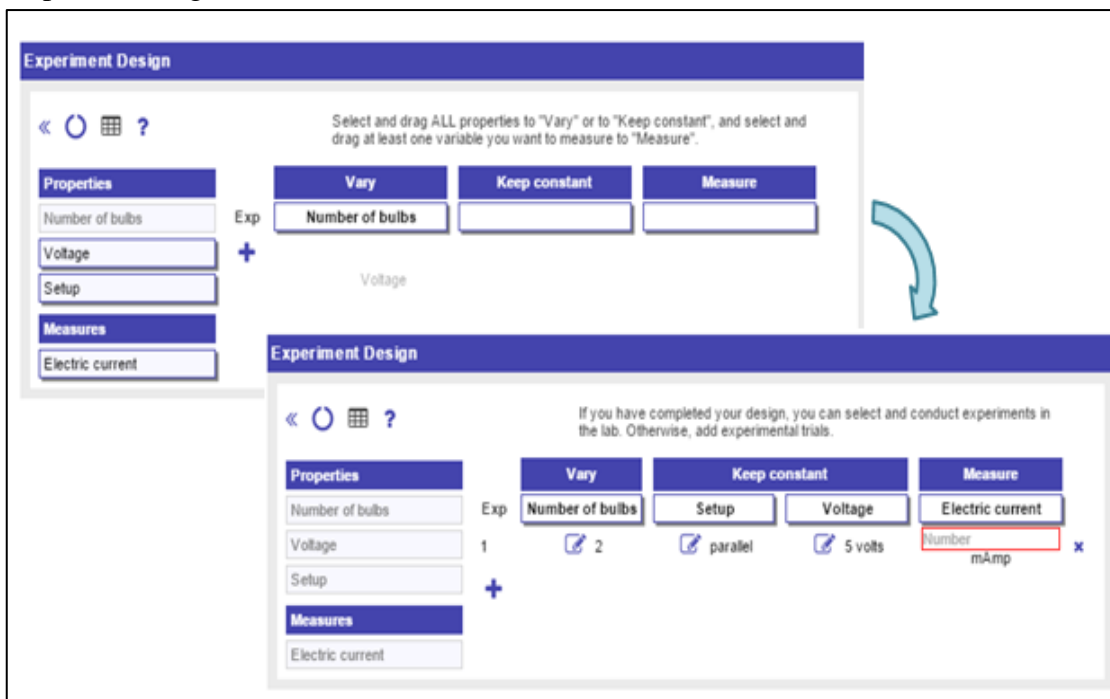 Experiment Design
« ?
Select and drag ALL properties to "Vary" or to "Keep constant", and select and
drag at least one variable you want to measure to "Measure".
Properties
Vary
Keep constant
Measure
Number of bulbs
Exp
Number of bulbs
Voltage
+
Voltage
Setup
Measures
Electric current
Experiment Design
« ?
If you have completed your design, you can select and conduct experiments in
the lab. Otherwise, add experimental trials.
Properties
Vary
Keep constant
Measure
Number of bulbs
Exp
Number of bulbs
Setup
Voltage
Electric current
Voltage
1
2
parallel
5 volts
Number
mAmp
x
Setup
+
Measures
Electric current